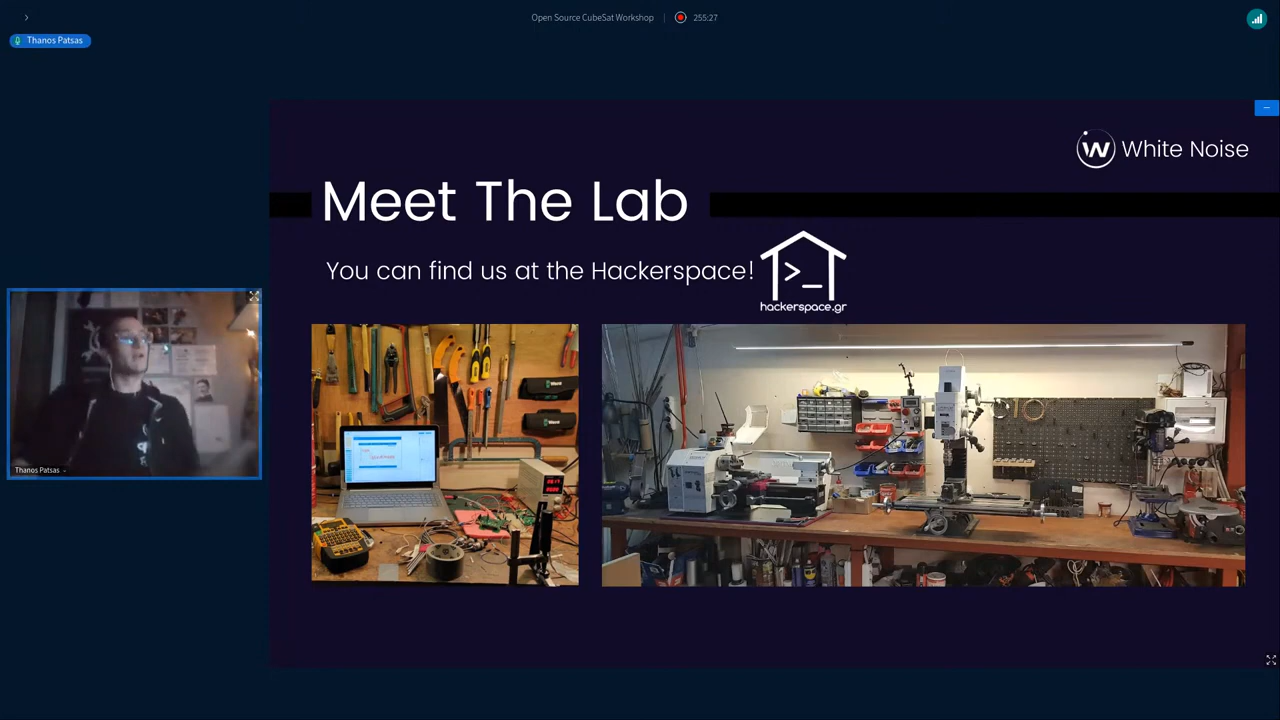 Open Source CubeSat Workshop
255:27
Thanos Patsas
White Noise
Meet The Lab
You can find us at the Hackerspace!
>_
hackerspace.gr
Thanos Patsas